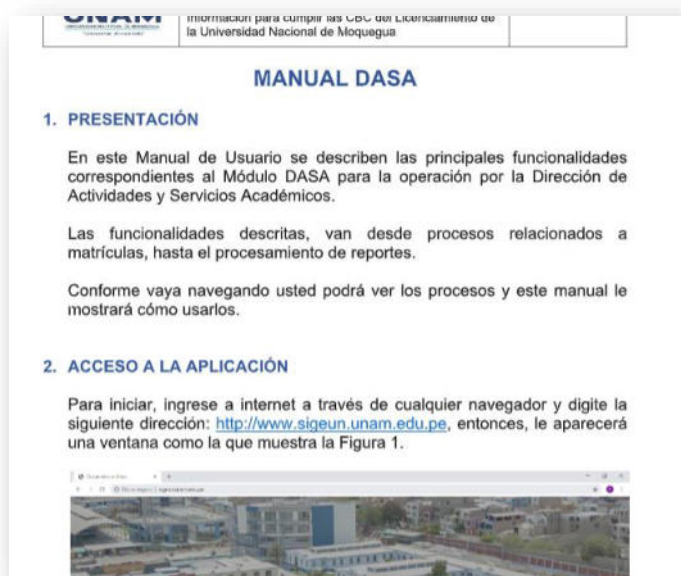 UNAM
Información para cumplir las CBC del Licenciamiento de
la Universidad Nacional de Moquegua
MANUAL DASA
1. PRESENTACIÓN
En este Manual de Usuario se describen las principales funcionalidades
correspondientes al Módulo DASA para la operación por la Dirección de
Actividades y Servicios Académicos.
Las funcionalidades descritas, van desde procesos relacionados a
matrículas, hasta el procesamiento de reportes.
Conforme vaya navegando usted podrá ver los procesos y este manual le
mostrará cómo usarlos.
2. ACCESO A LA APLICACIÓN
Para iniciar, ingrese a internet a través de cualquier navegador y digite la
siguiente dirección: http://www.sigeun.unam.edu.pe, entonces, le aparecerá
una ventana como la que muestra la Figura 1.